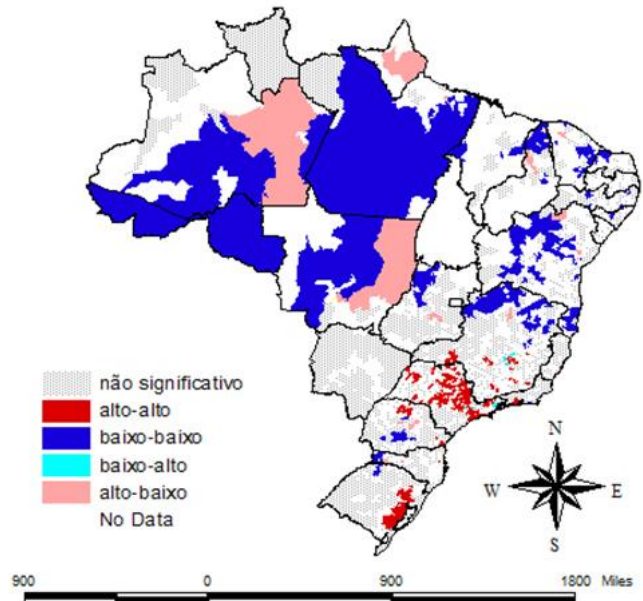 não significativo
alto-alto
baixo-baixo
baixo-alto
alto-baixo
No Data
N
W E
S
900 0 900 1800 Miles